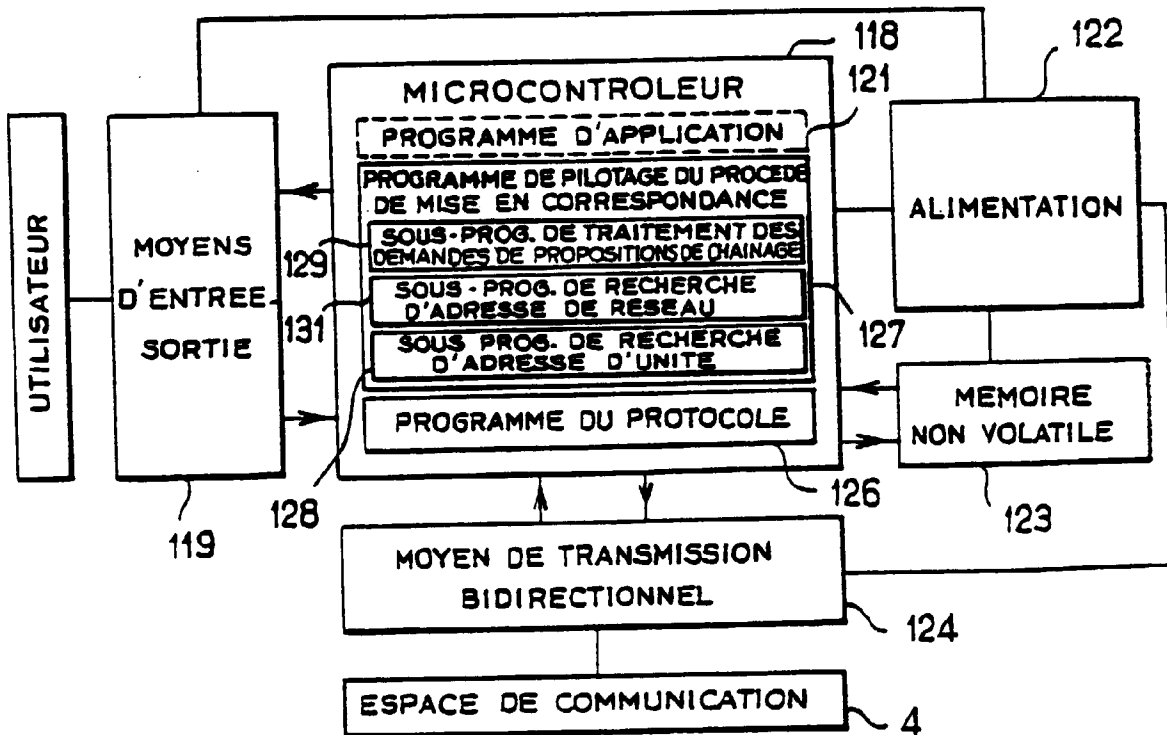 118
122
MICROCONTROLEUR
121
PROGRAMME D'APPLICATION
PROGRAMME DE PILOTAGE DU PROCEDE
DE MISE EN CORRESPONDANCE
ALIMENTATION
UTILISATEUR
MOYENS
D'ENTREE
SORTIE
129
SOUS-PROG. DE TRAITEMENT DES
DEMANDES DE PROPOSITIONS DE CHAINAGE
131
SOUS-PROG. DE RECHERCHE
D'ADRESSE DE RESEAU
127
SOUS PROG. DE RECHERCHE
D'ADRESSE D'UNITE
MEMOIRE
NON VOLATILE
PROGRAMME DU PROTOCOLE
128
126
123
119
MOYEN DE TRANSMISSION
BIDIRECTIONNEL
124
ESPACE DE COMMUNICATION
4